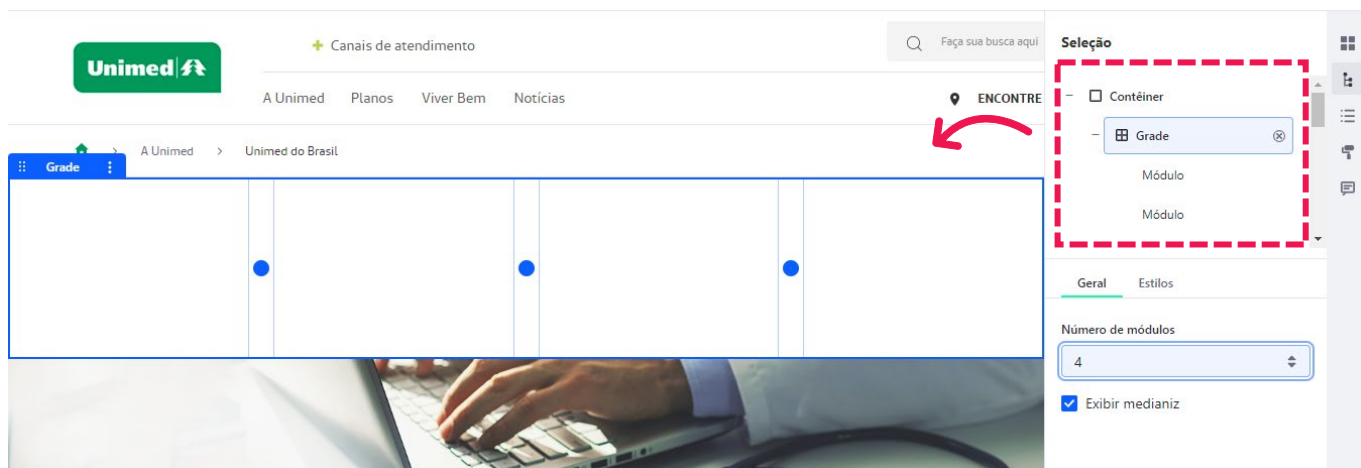 Unimed
Canais de atendimento
Faça sua busca aqui
A Unimed Planos Viver Bem Notícias
ENCONTRE
A Unimed > Unimed do Brasil
Grade
Seleção
Contêiner
Grade
Módulo
Módulo
Geral Estilos
Número de módulos
4
Exibir medianiz